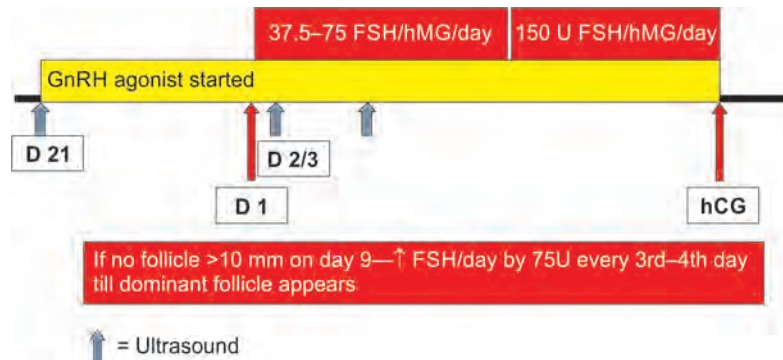 37.5–75 FSH/hMG/day
150 U FSH/hMG/day
GnRH agonist started
D 21
D 2/3
D 1
hCG
If no follicle >10 mm on day 9—↑ FSH/day by 75U every 3rd–4th day
till dominant follicle appears
= Ultrasound